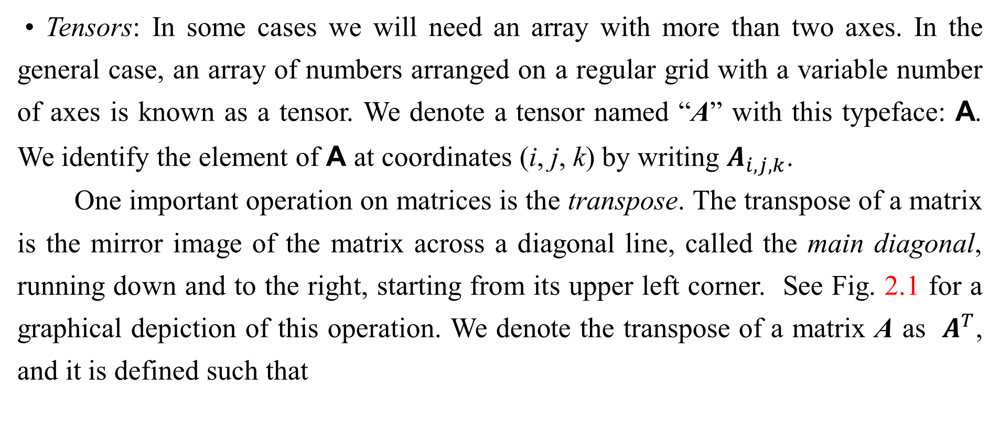 • Tensors: In some cases we will need an array with more than two axes. In the
general case, an array of numbers arranged on a regular grid with a variable number
of axes is known as a tensor. We denote a tensor named “A” with this typeface: A.
We identify the element of A at coordinates (i, j, k) by writing A_{i,j,k}.
One important operation on matrices is the transpose. The transpose of a matrix
is the mirror image of the matrix across a diagonal line, called the main diagonal,
running down and to the right, starting from its upper left corner.  See Fig. 2.1 for a
graphical depiction of this operation. We denote the transpose of a matrix A as  A^T,
and it is defined such that